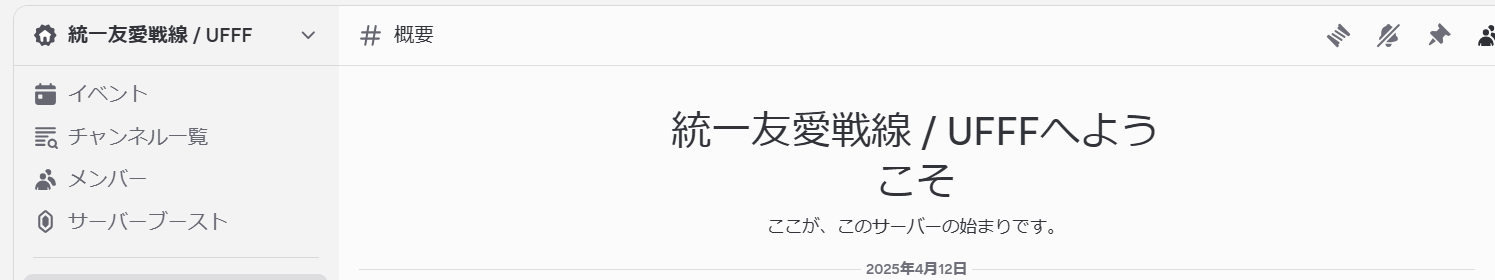 統一友愛戦線 / UFFF
# 概要
イベント
チャンネル一覧
メンバー
サーバーブースト
統一友愛戦線 / UFFFへよう
こそ
ここが、このサーバーの始まりです。
2025年4月12日